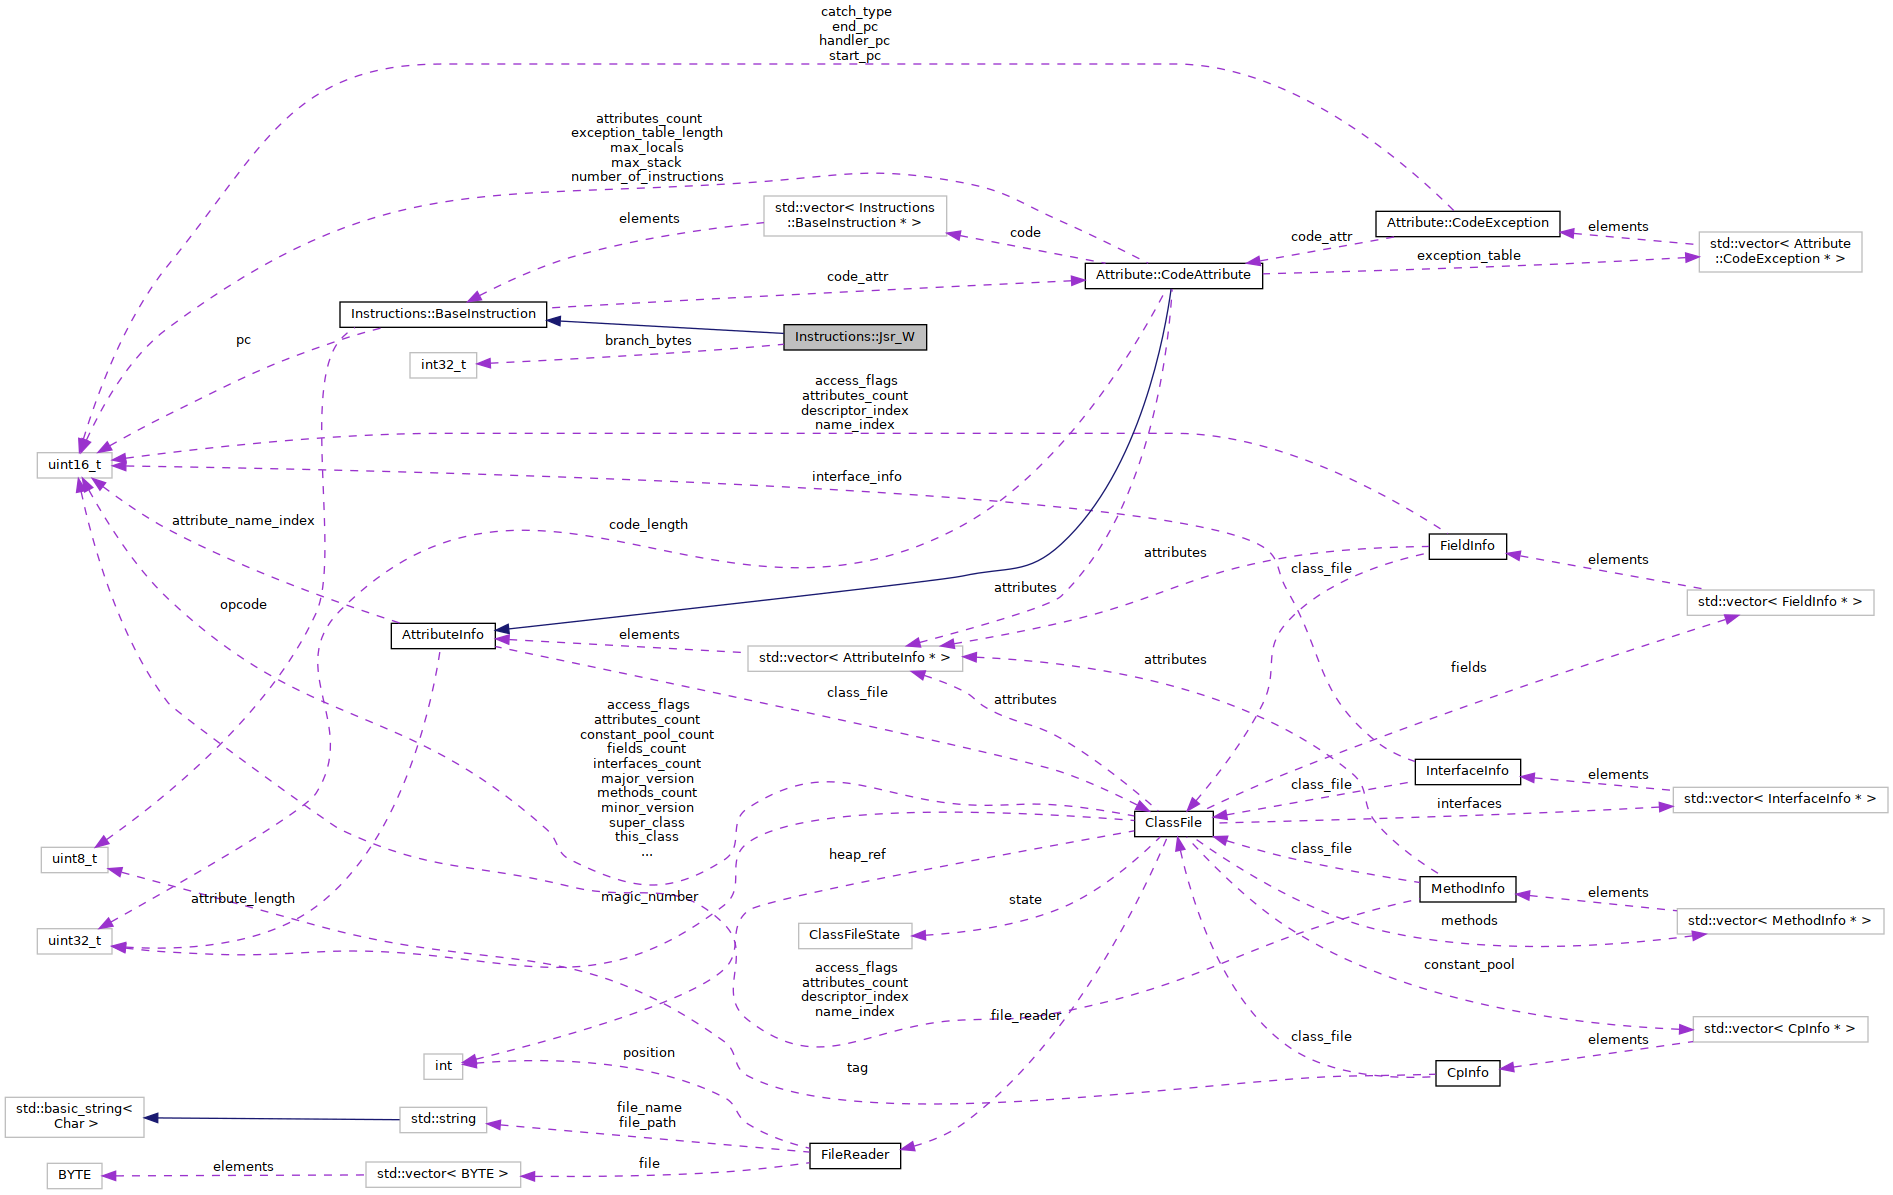 catch_type
end_pc
handler_pc
start_pc
attributes_count
exception_table_length
max_locals
max_stack
number_of_instructions
std::vector< Instructions
::BaseInstruction * >
elements
code
Attribute::CodeException
elements
std::vector< Attribute
::CodeException * >
code_attr
exception_table
Attribute::CodeAttribute
code_attr
Instructions::BaseInstruction
Instructions::Jsr_W
pc
branch_bytes
int32_t
access_flags
attributes_count
descriptor_index
name_index
uint16_t
interface_info
attribute_name_index
code_length
FieldInfo
attributes
elements
class_file
attributes
std::vector< FieldInfo * >
opcode
AttributeInfo
elements
std::vector< AttributeInfo * >
attributes
fields
class_file
attributes
access_flags
attributes_count
constant_pool_count
fields_count
interfaces_count
major_version
methods_count
minor_version
super_class
this_class
...
InterfaceInfo
elements
class_file
std::vector< InterfaceInfo * >
interfaces
ClassFile
class_file
heap_ref
uint8_t
MethodInfo
elements
attribute_length
magic_number
state
methods
std::vector< MethodInfo * >
ClassFileState
uint32_t
constant_pool
access_flags
attributes_count
descriptor_index
name_index
file_reader
std::vector< CpInfo * >
class_file
elements
position
int
tag
CpInfo
std::basic_string<
Char >
std::string
file_name
file_path
FileReader
file
elements
BYTE
std::vector< BYTE >